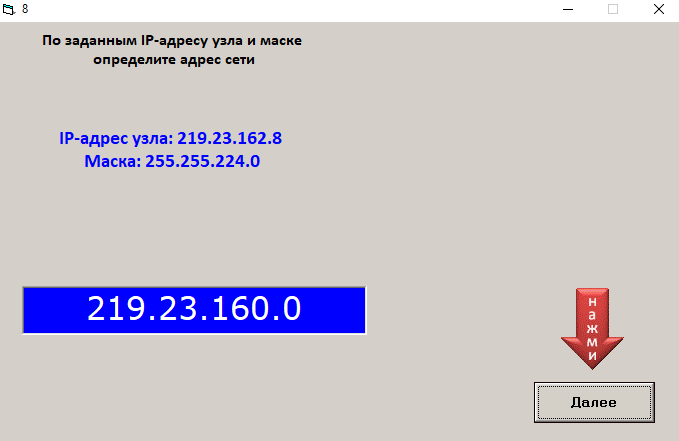 8
По заданным IP-адресу узла и маске
определите адрес сети
IP-адрес узла: 219.23.162.8
Маска: 255.255.224.0
219.23.160.0
нажми
Далее